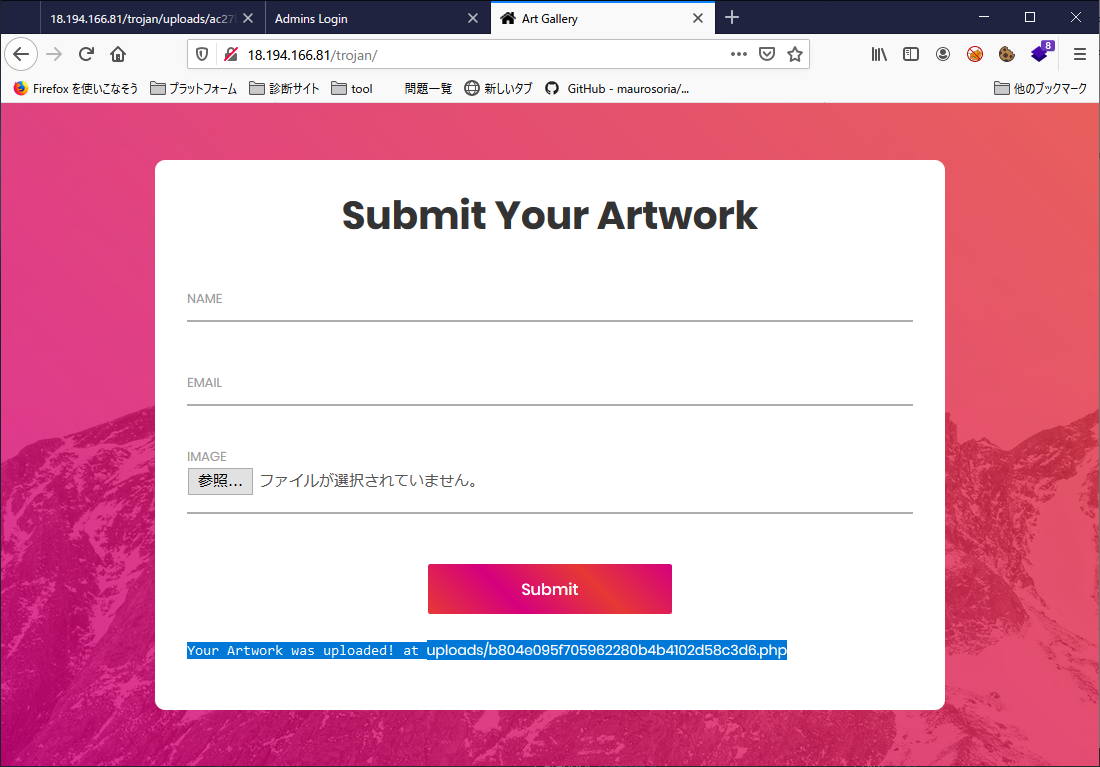 18.194.166.81/trojan/uploads/ac27
Admins Login
Art Gallery
18.194.166.81/trojan/
8
Firefox を使いこなそう
プラットフォーム
診断サイト
tool
問題一覧
新しいタブ
GitHub - maurosoria/...
他のブックマーク
Submit Your Artwork
NAME
EMAIL
IMAGE
参照... ファイルが選択されていません。
Submit
Your Artwork was uploaded! at uploads/b804e095f705962280b4b4102d58c3d6.php